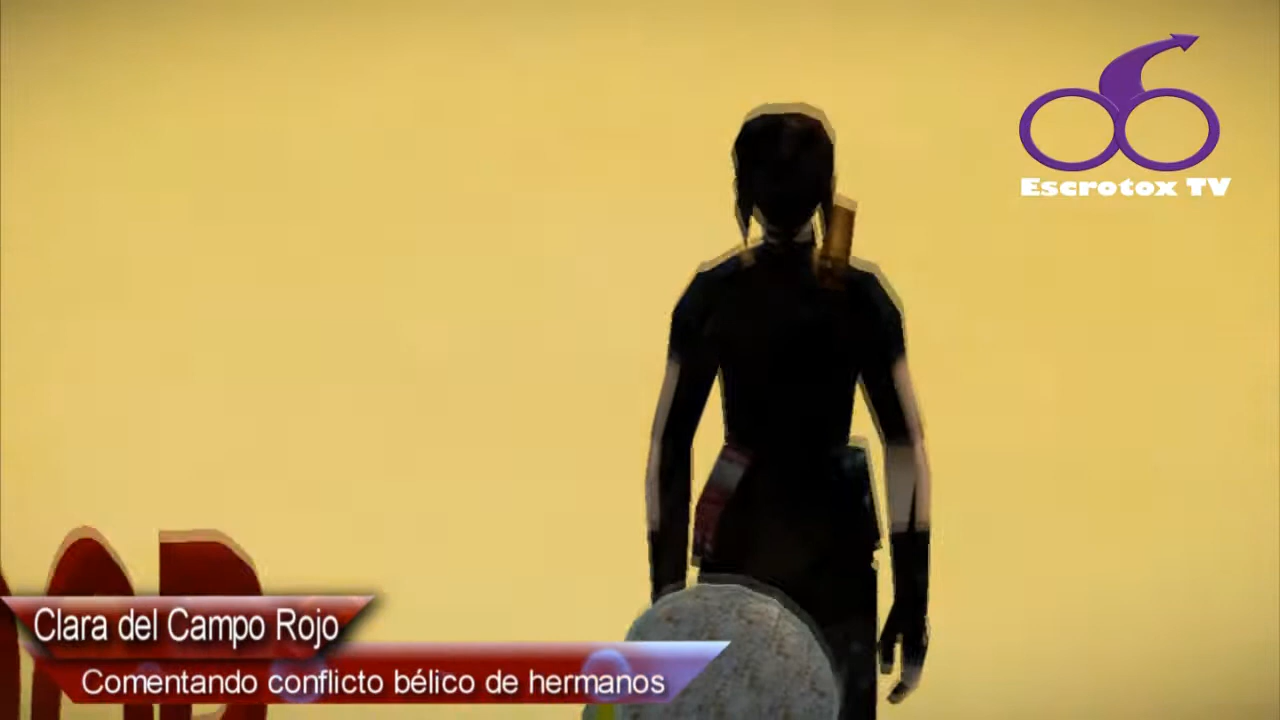 Escrotox TV
Clara del Campo Rojo
Comentando conflicto bélico de hermanos